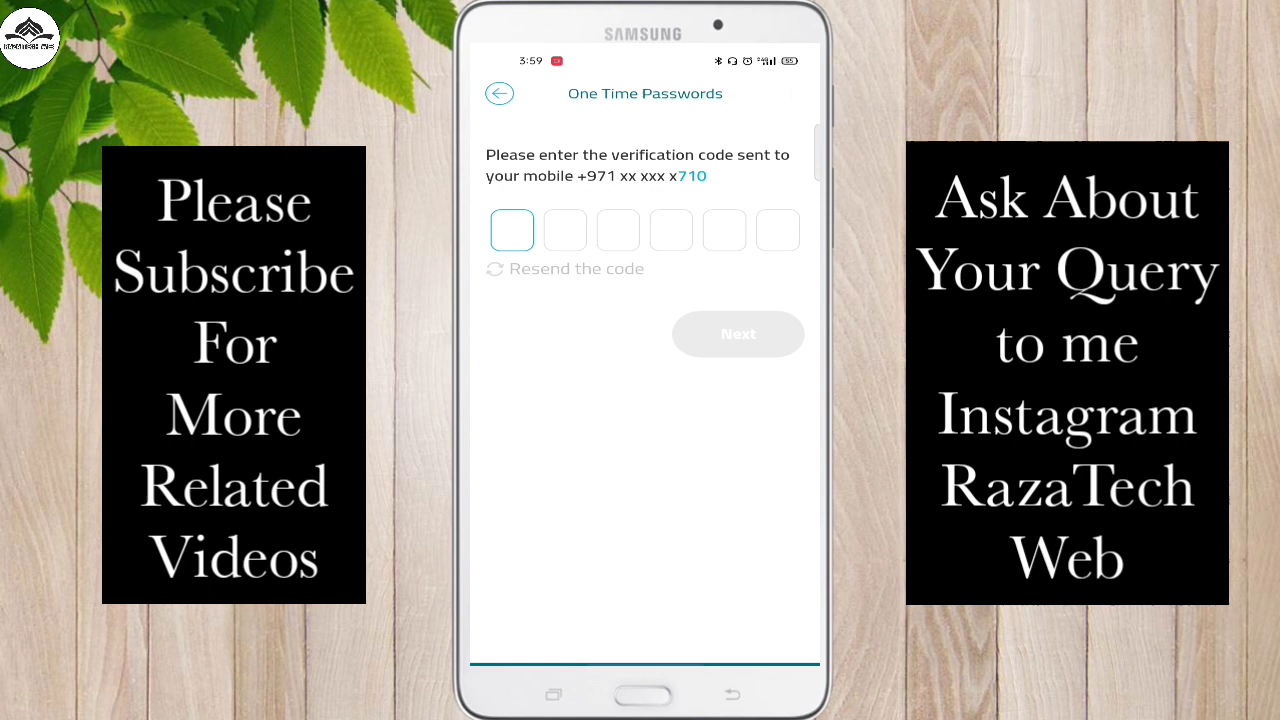 SAMSUNG
3:59
One Time Passwords
Please enter the verification code sent to
your mobile +971 xx xxx x710
Resend the code
Next
Please
Subscribe
For
More
Related
Videos
Ask About
Your Query
to me
Instagram
RazaTech
Web